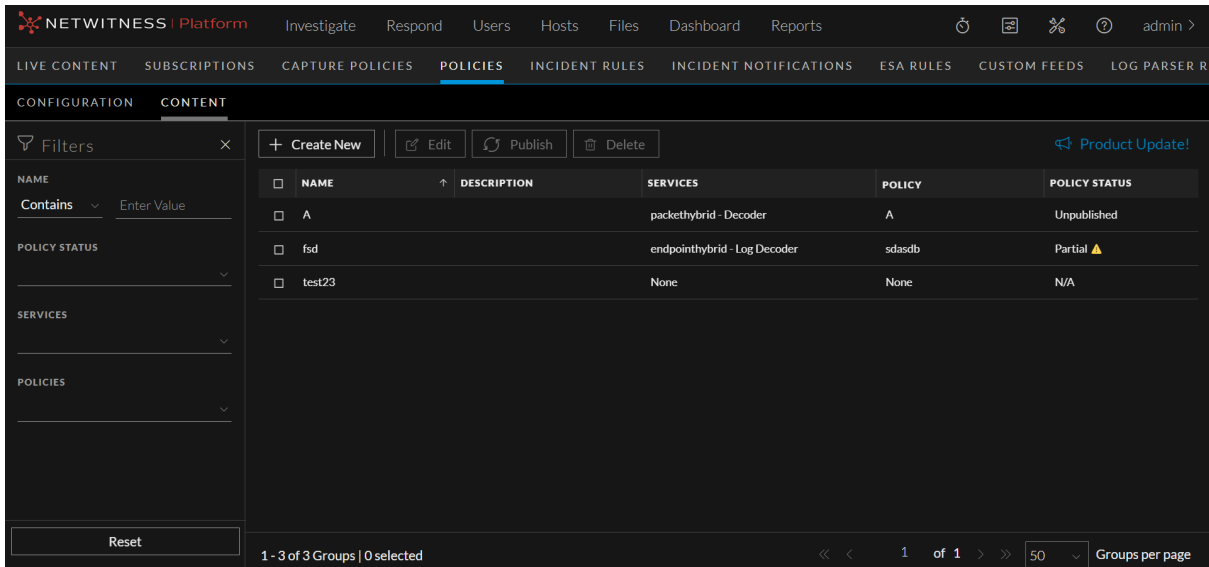 NETWITNESS | Platform Investigate Respond Users Hosts Files Dashboard Reports admin >
LIVE CONTENT SUBSCRIPTIONS CAPTURE POLICIES POLICIES INCIDENT RULES INCIDENT NOTIFICATIONS ESA RULES CUSTOM FEEDS LOG PARSER R
CONFIGURATION CONTENT
Filters × + Create New Edit Publish Delete Product Update!
NAME
Contains Enter Value
POLICY STATUS
SERVICES
POLICIES
Reset
NAME ↑ DESCRIPTION SERVICES POLICY POLICY STATUS
A packethybrid - Decoder A Unpublished
fsd endpointhybrid - Log Decoder sdasdb Partial
test23 None None N/A
1 - 3 of 3 Groups | 0 selected « < 1 of 1 > » 50 Groups per page